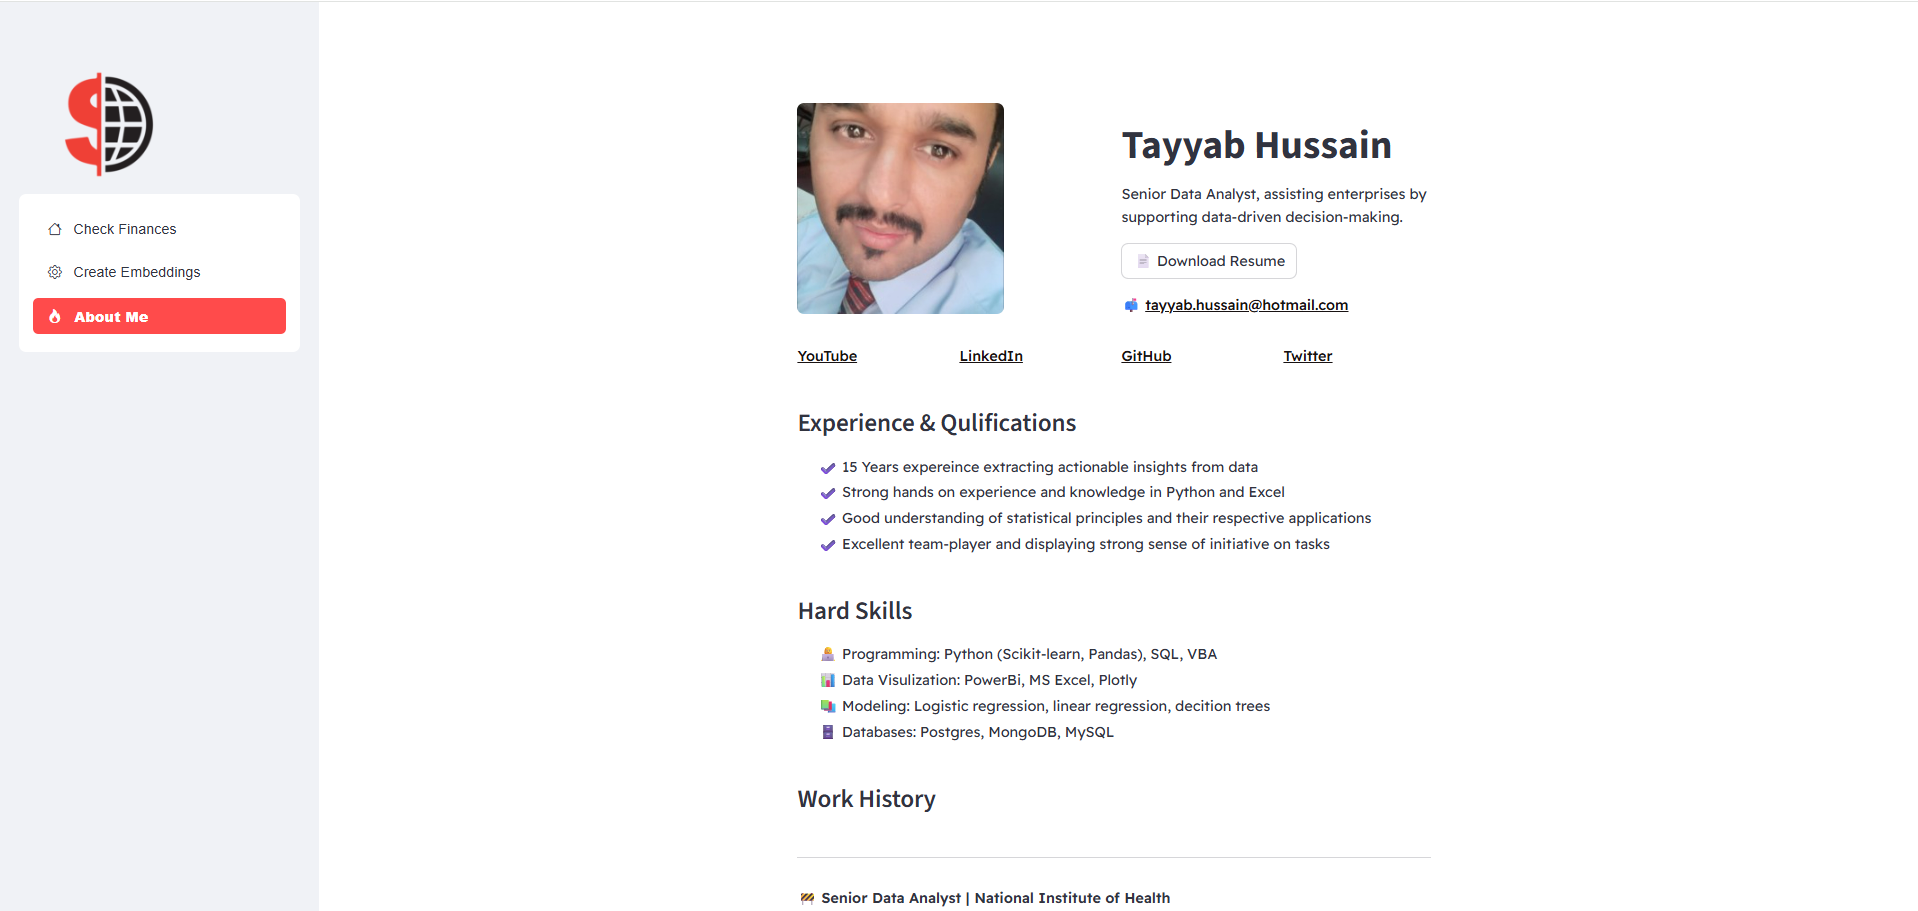 Check Finances
Create Embeddings
About Me
Tayyab Hussain
Senior Data Analyst, assisting enterprises by
supporting data-driven decision-making.
Download Resume
tayyab.hussain@hotmail.com
YouTube LinkedIn GitHub Twitter
Experience & Qulifications
15 Years expereince extracting actionable insights from data
Strong hands on experience and knowledge in Python and Excel
Good understanding of statistical principles and their respective applications
Excellent team-player and displaying strong sense of initiative on tasks
Hard Skills
Programming: Python (Scikit-learn, Pandas), SQL, VBA
Data Visulization: PowerBi, MS Excel, Plotly
Modeling: Logistic regression, linear regression, decition trees
Databases: Postgres, MongoDB, MySQL
Work History
Senior Data Analyst | National Institute of Health